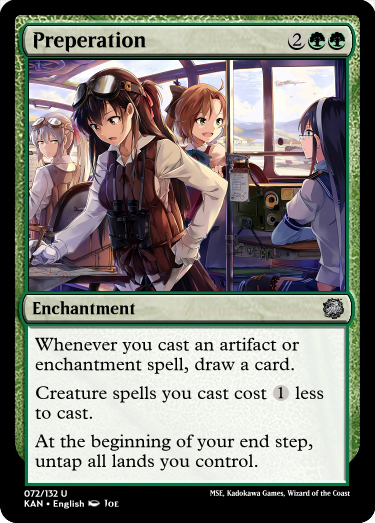 Preperation 2
Enchantment
Whenever you cast an artifact or
enchantment spell, draw a card.
Creature spells you cast cost 1 less
to cast.
At the beginning of your end step,
untap all lands you control.
072/132 U
KAN • English JOE
MSE, Kadokawa Games, Wizard of the Coast